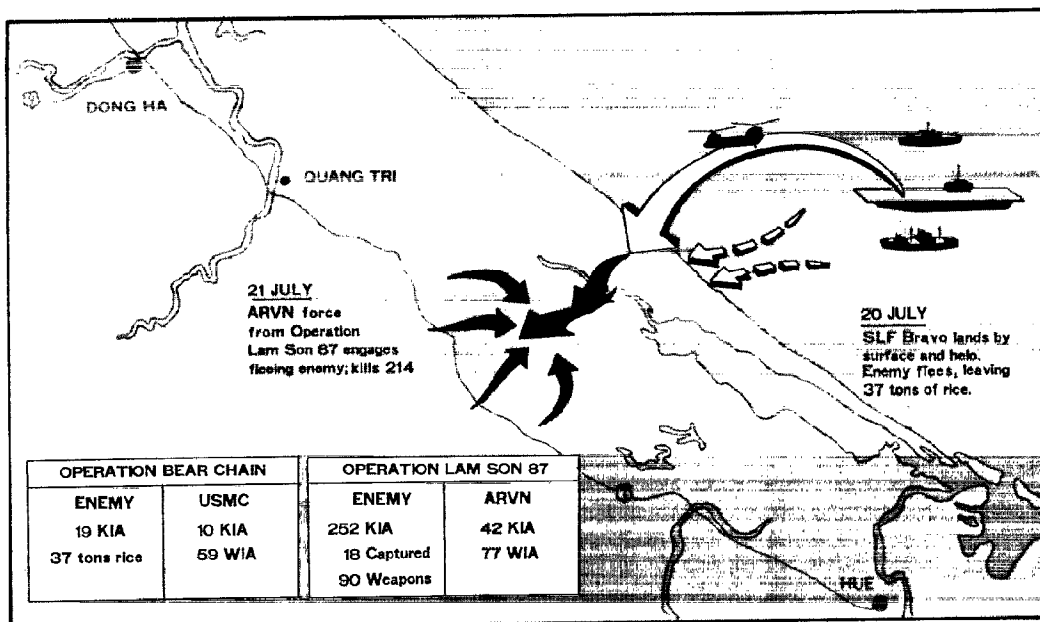 DONG HA
QUANG TRI
21 JULY
ARVN force
from Operation
Lam Son 87 engages
fleeing enemy; kills 214
20 JULY
SLF Bravo lands by
surface and helo.
Enemy flees, leaving
37 tons of rice.
OPERATION BEAR CHAIN
ENEMY USMC
19 KIA 10 KIA
37 tons rice 59 WIA
OPERATION LAM SON 87
ENEMY ARVN
252 KIA 42 KIA
18 Captured 77 WIA
90 Weapons
HUE